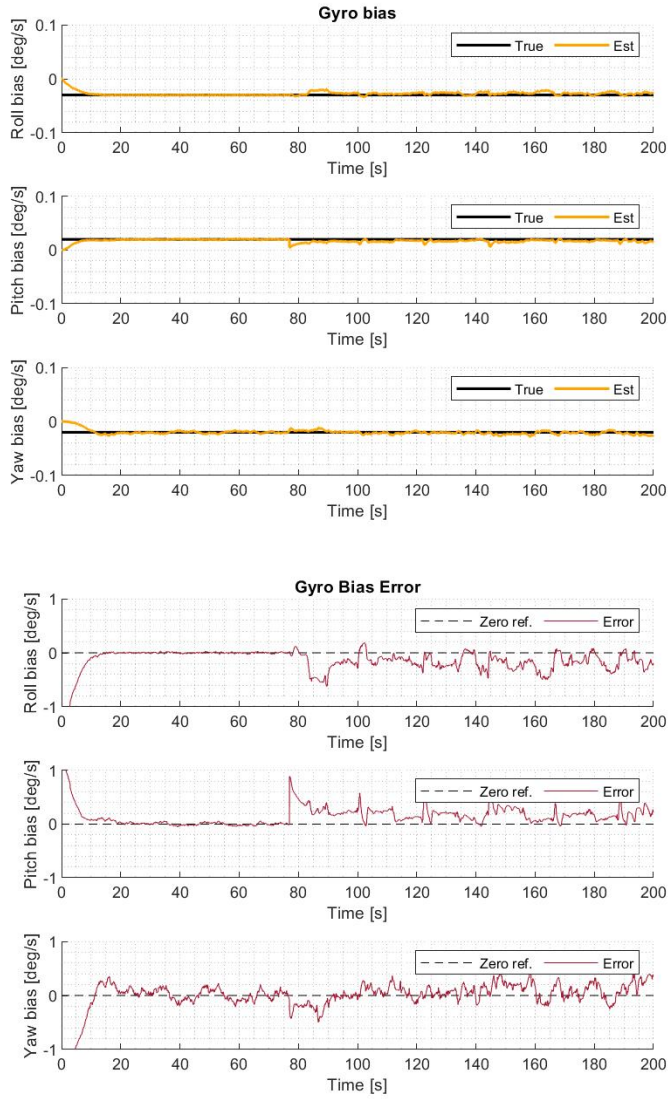 Gyro bias
Roll bias [deg/s]
0.1
0
-0.1
True
Est
0 20 40 60 80 100 120 140 160 180 200
Time [s]
Pitch bias [deg/s]
0.1
0
-0.1
True
Est
0 20 40 60 80 100 120 140 160 180 200
Time [s]
Yaw bias [deg/s]
0.1
0
-0.1
True
Est
0 20 40 60 80 100 120 140 160 180 200
Time [s]
Gyro Bias Error
Roll bias [deg/s]
1
0
-1
Zero ref.
Error
0 20 40 60 80 100 120 140 160 180 200
Time [s]
Pitch bias [deg/s]
1
0
-1
Zero ref.
Error
0 20 40 60 80 100 120 140 160 180 200
Time [s]
Yaw bias [deg/s]
1
0
-1
Zero ref.
Error
0 20 40 60 80 100 120 140 160 180 200
Time [s]